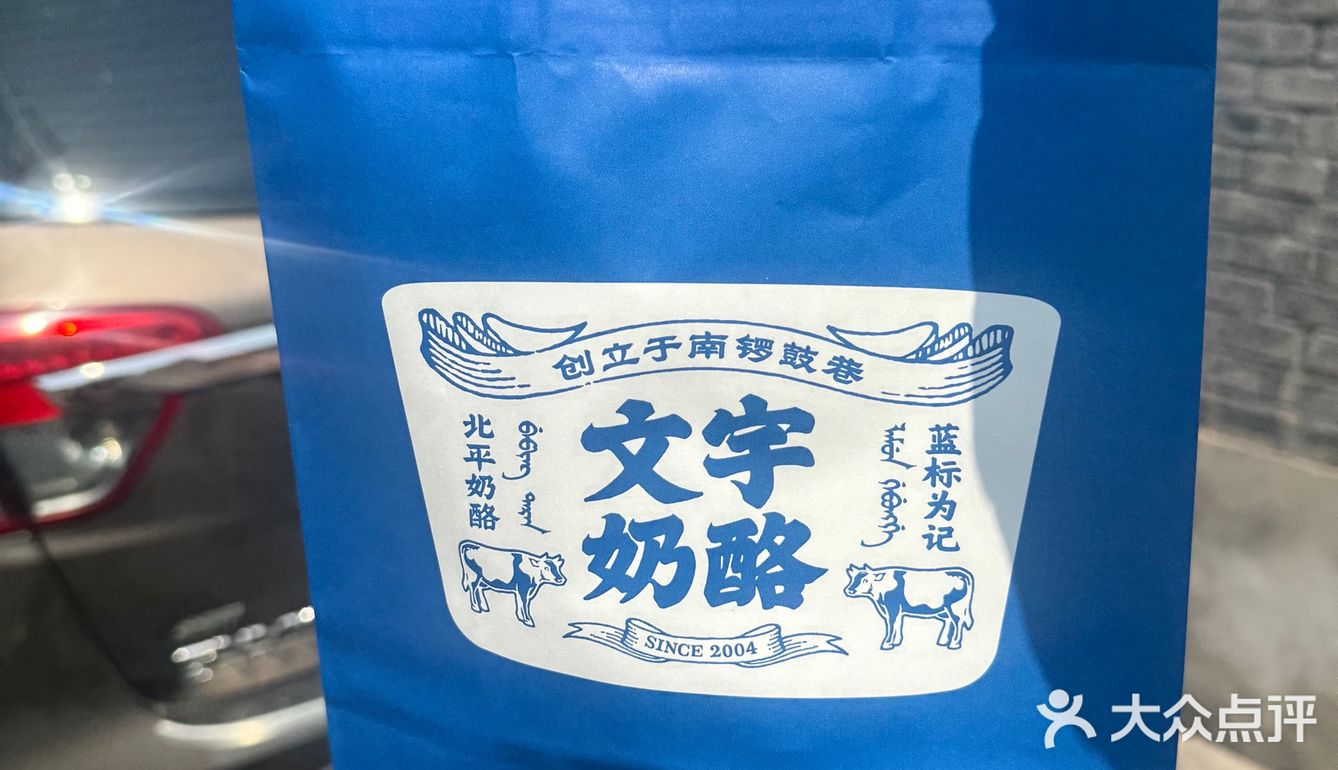 创立于南锣鼓巷
文宇
奶酪
北平奶酪
蓝标为记
SINCE 2004
大众点评